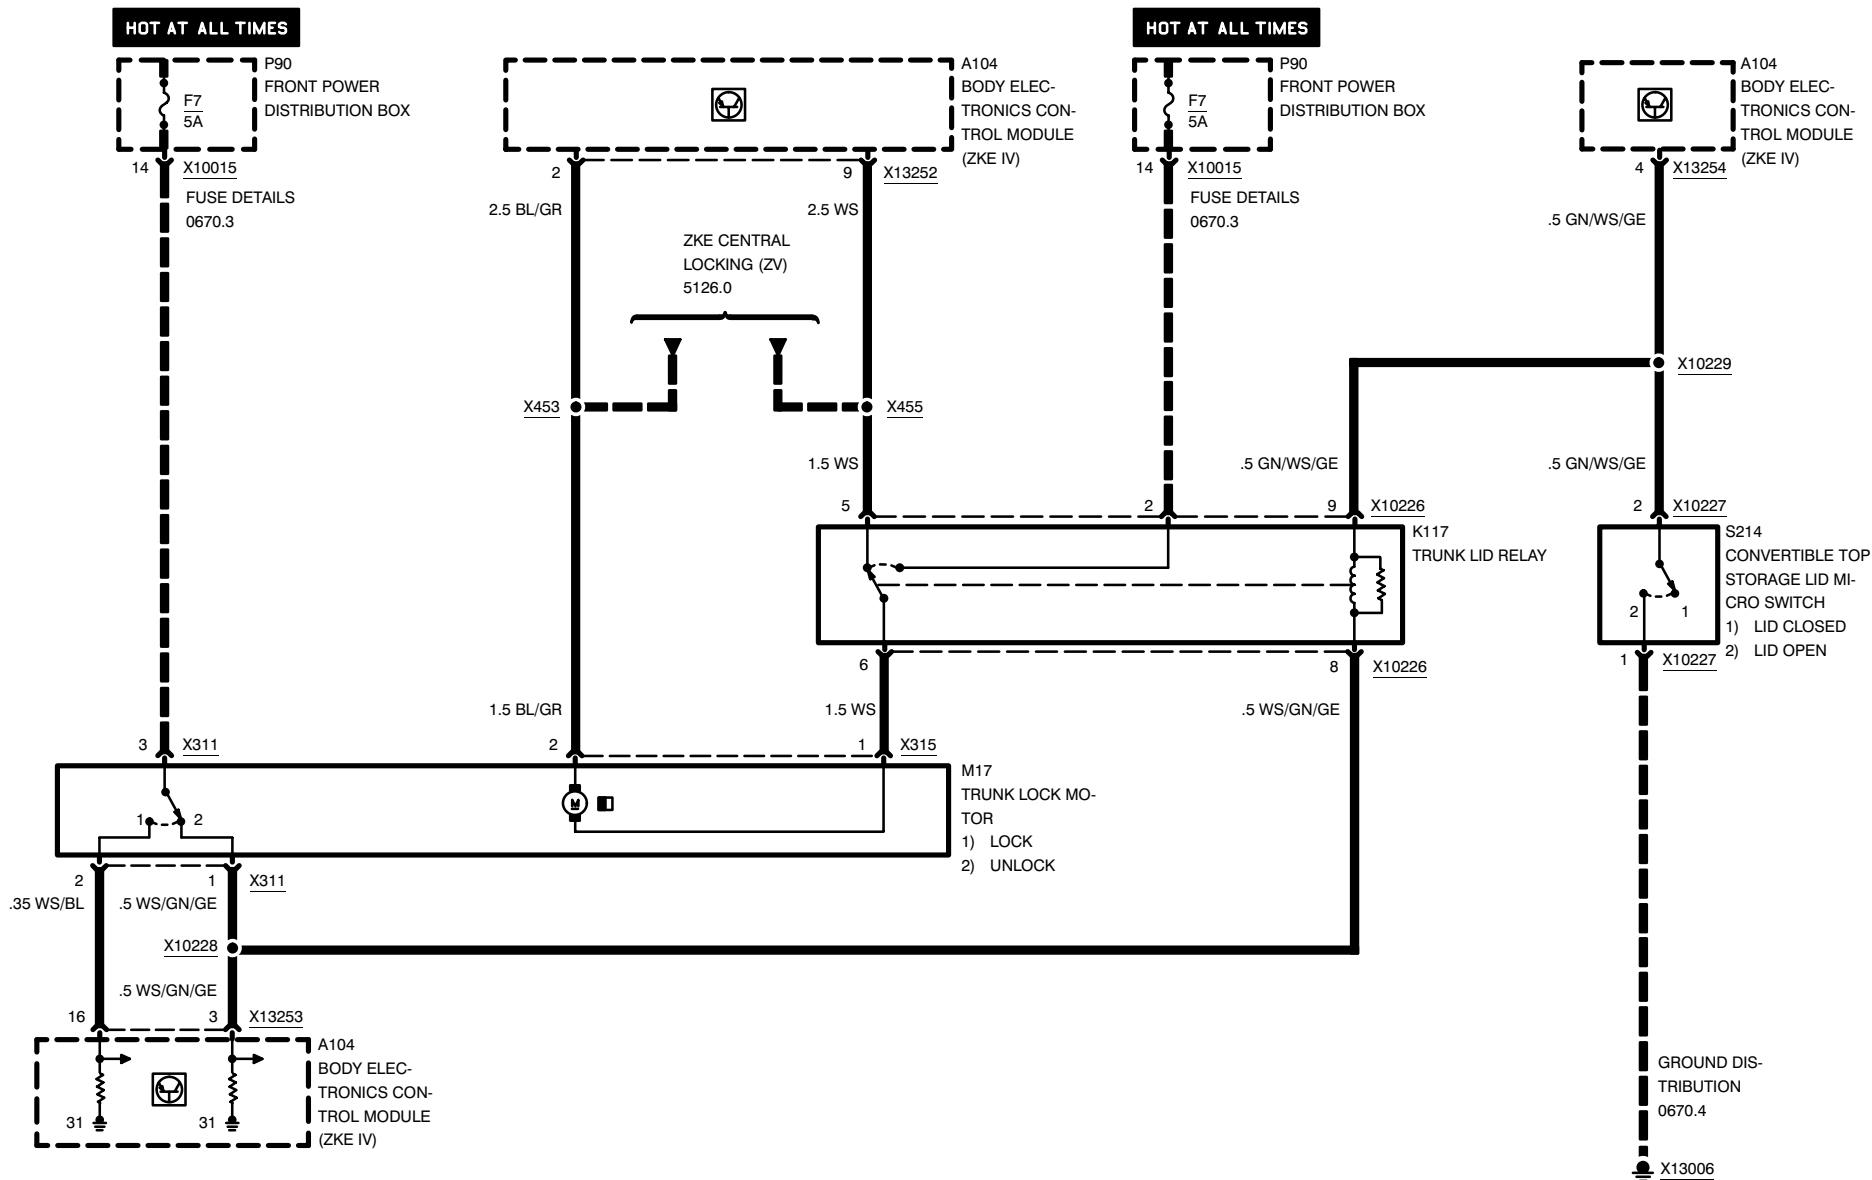 HOT AT ALL TIMES
HOT AT ALL TIMES
P90
FRONT POWER
DISTRIBUTION BOX
F7
5A
14
X10015
FUSE DETAILS
0670.3
A104
BODY ELEC-
TRONICS CON-
TROL MODULE
(ZKE IV)
2
9
X13252
2.5 BL/GR
2.5 WS
P90
FRONT POWER
DISTRIBUTION BOX
F7
5A
14
X10015
FUSE DETAILS
0670.3
A104
BODY ELEC-
TRONICS CON-
TROL MODULE
(ZKE IV)
4
X13254
.5 GN/WS/GE
ZKE CENTRAL
LOCKING (ZV)
5126.0
X453
X455
X10229
1.5 WS
.5 GN/WS/GE
.5 GN/WS/GE
5
2
9
X10226
2
X10227
K117
TRUNK LID RELAY
S214
CONVERTIBLE TOP
STORAGE LID MI-
CRO SWITCH
1) LID CLOSED
2) LID OPEN
2
1
6
8
X10226
1
X10227
1.5 BL/GR
1.5 WS
.5 WS/GN/GE
3
X311
2
1
X315
M17
TRUNK LOCK MO-
TOR
1) LOCK
2) UNLOCK
M
1
2
2
1
X311
.35 WS/BL
.5 WS/GN/GE
X10228
.5 WS/GN/GE
16
3
X13253
A104
BODY ELEC-
TRONICS CON-
TROL MODULE
(ZKE IV)
31
31
GROUND DIS-
TRIBUTION
0670.4
X13006